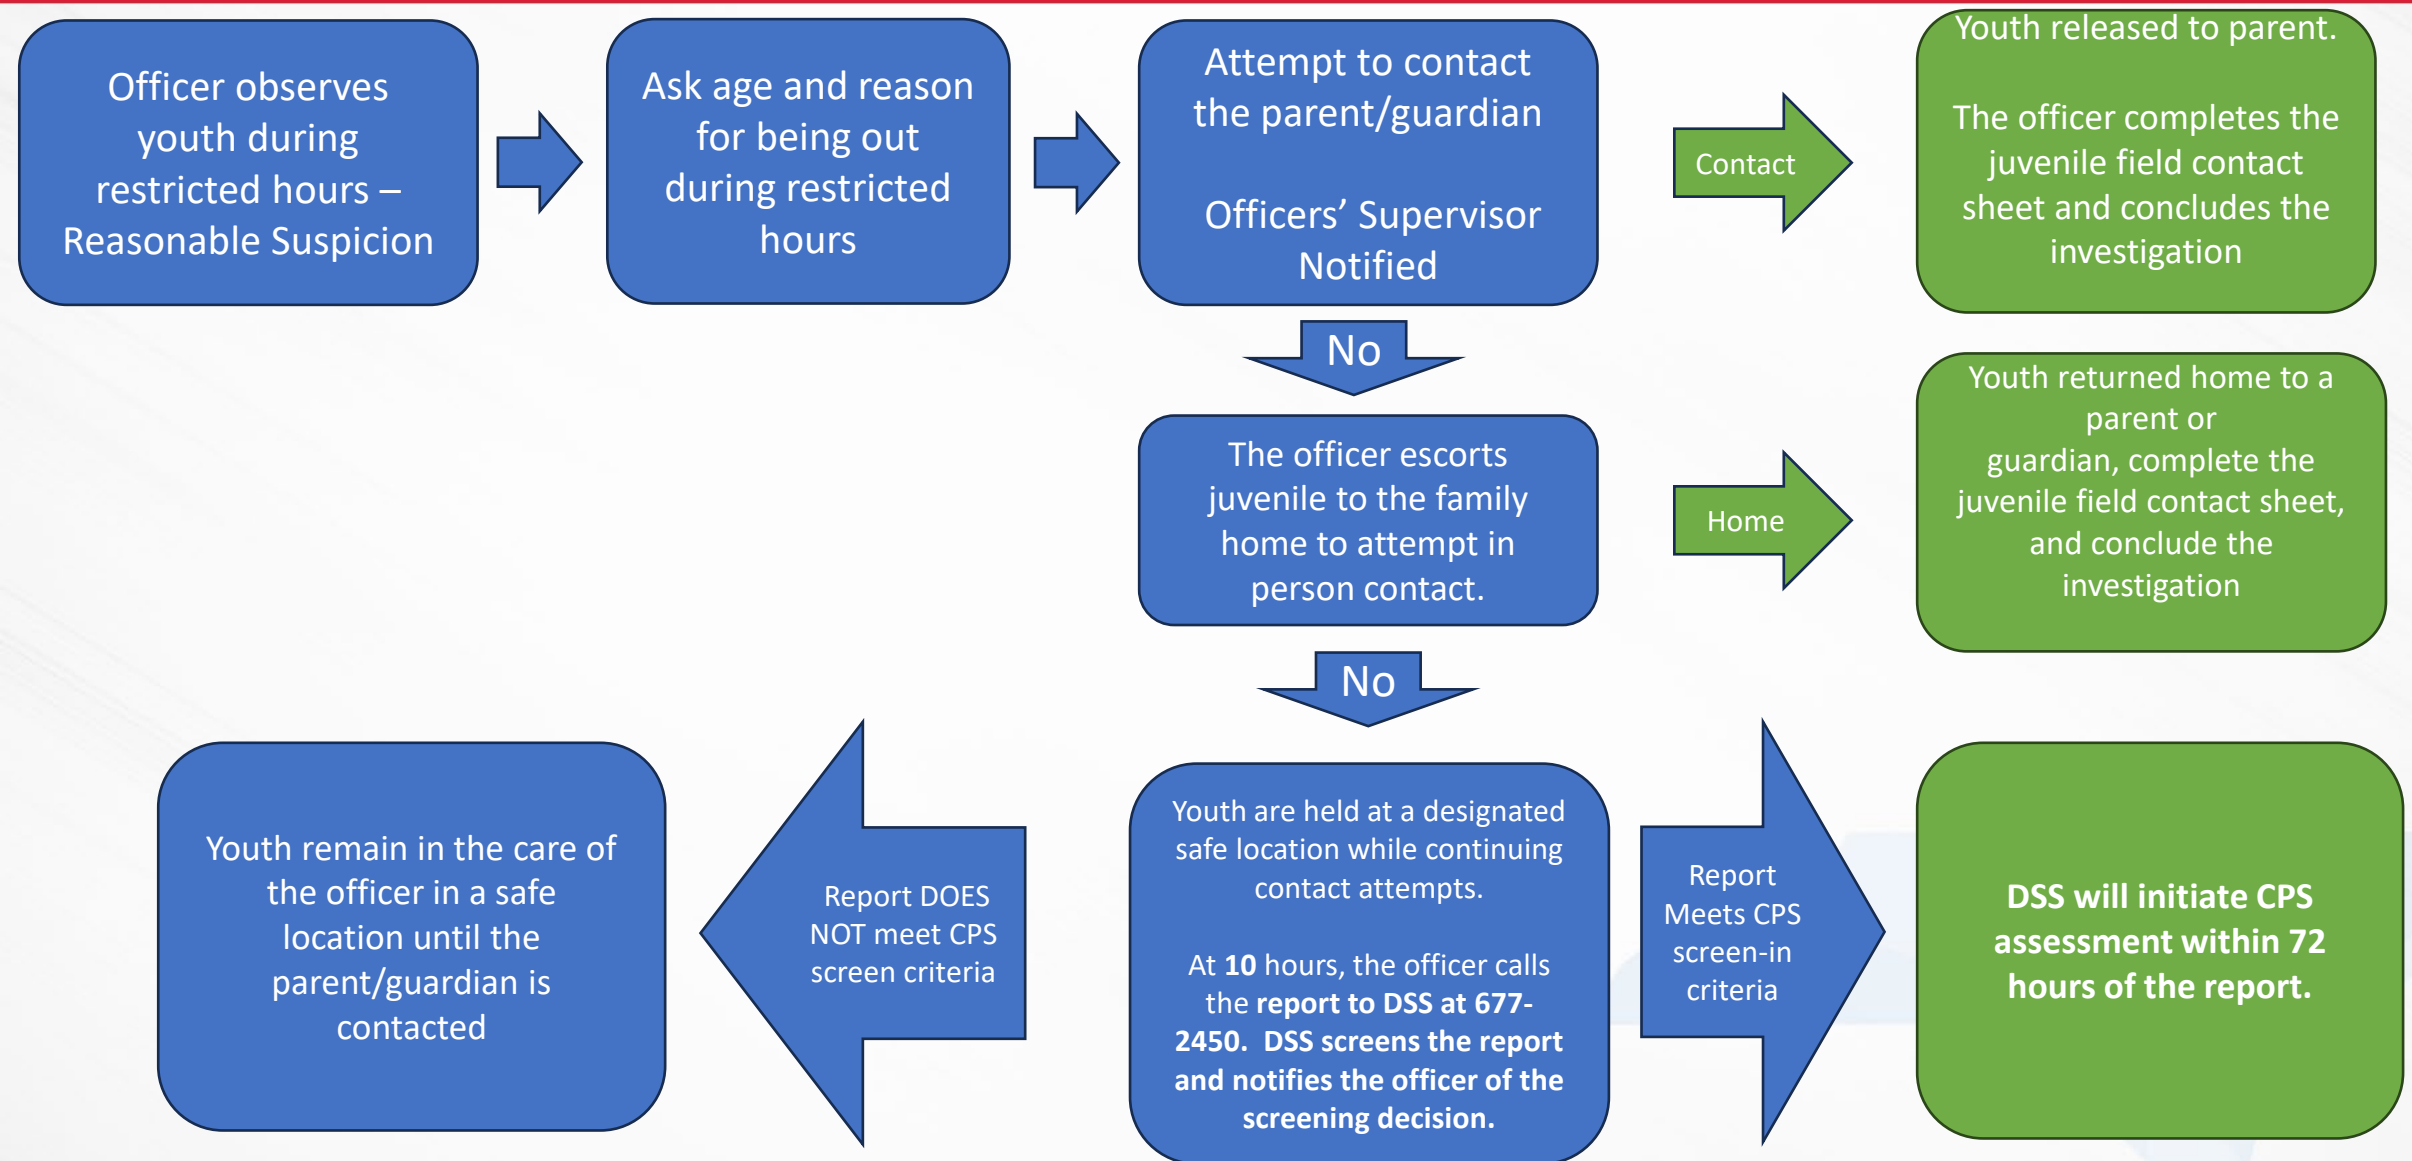 Officer observes
youth during
restricted hours –
Reasonable Suspicion
Ask age and reason
for being out
during restricted
hours
Attempt to contact
the parent/guardian
Officers’ Supervisor
Notified
Contact
Youth released to parent.
The officer completes the
juvenile field contact
sheet and concludes the
investigation
No
The officer escorts
juvenile to the family
home to attempt in
person contact.
Home
Youth returned home to a
parent or
guardian, complete the
juvenile field contact sheet,
and conclude the
investigation
No
Youth are held at a designated
safe location while continuing
contact attempts.
At 10 hours, the officer calls
the report to DSS at 677-
2450.  DSS screens the report
and notifies the officer of the
screening decision.
Report DOES
NOT meet CPS
screen criteria
Youth remain in the care of
the officer in a safe
location until the
parent/guardian is
contacted
Report
Meets CPS
screen-in
criteria
DSS will initiate CPS
assessment within 72
hours of the report.